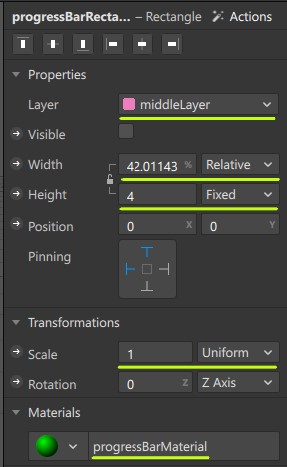 progressBarRecta... – Rectangle Actions
Properties
Layer middleLayer
Visible
Width 42.01143 % Relative
Height 4 Fixed
Position 0 X 0 Y
Pinning
Transformations
Scale 1 Uniform
Rotation 0 Z Z Axis
Materials
progressBarMaterial